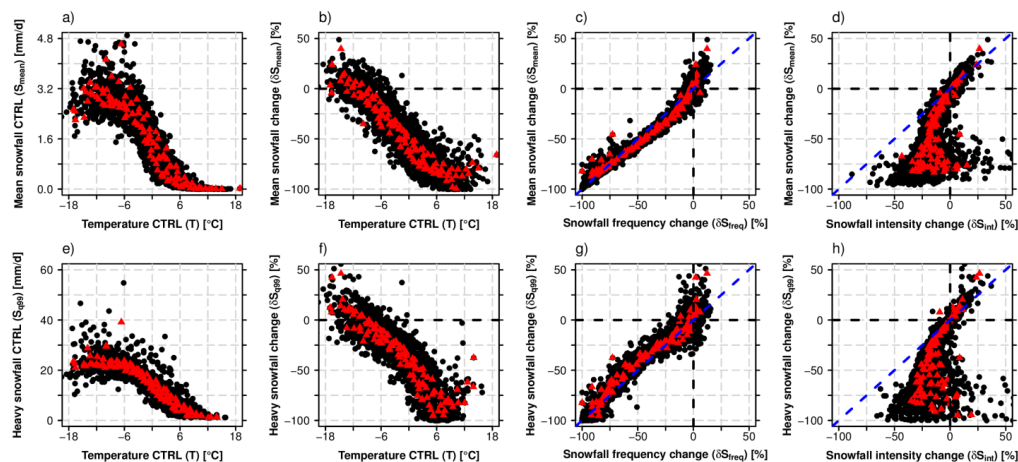 a)
b)
c)
d)
Mean snowfall CTRL (Smean) [mm/d]
4.8
3.2
1.6
0.0
−18
−6
6
18
Temperature CTRL (T) [°C]
Mean snowfall change (δSmean) [%]
50
0
−50
−100
−18
−6
6
18
Temperature CTRL (T) [°C]
Mean snowfall change (δSmean) [%]
50
0
−50
−100
−100
−50
0
50
Snowfall frequency change (δSfreq) [%]
Mean snowfall change (δSmean) [%]
50
0
−50
−100
−100
−50
0
50
Snowfall intensity change (δSint) [%]
e)
f)
g)
h)
Heavy snowfall CTRL (Sq99) [mm/d]
60
40
20
0
−18
−6
6
18
Temperature CTRL (T) [°C]
Heavy snowfall change (δSq99) [%]
50
0
−50
−100
−18
−6
6
18
Temperature CTRL (T) [°C]
Heavy snowfall change (δSq99) [%]
50
0
−50
−100
−100
−50
0
50
Snowfall frequency change (δSfreq) [%]
Heavy snowfall change (δSq99) [%]
50
0
−50
−100
−100
−50
0
50
Snowfall intensity change (δSint) [%]